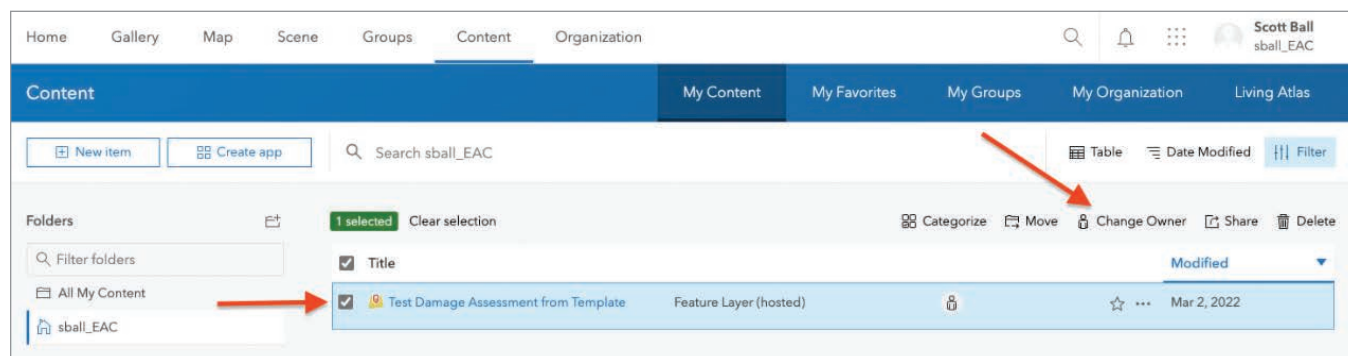 Home Gallery Map Scene Groups Content Organization Scott Ball
sball_EAC
Content My Content My Favorites My Groups My Organization Living Atlas
New item Create app Search sball_EAC Table Date Modified Filter
Folders 1 selected Clear selection Categorize Move Change Owner Share Delete
Filter folders Title Modified
All My Content Test Damage Assessment from Template Feature Layer (hosted) Mar 2, 2022
sball_EAC